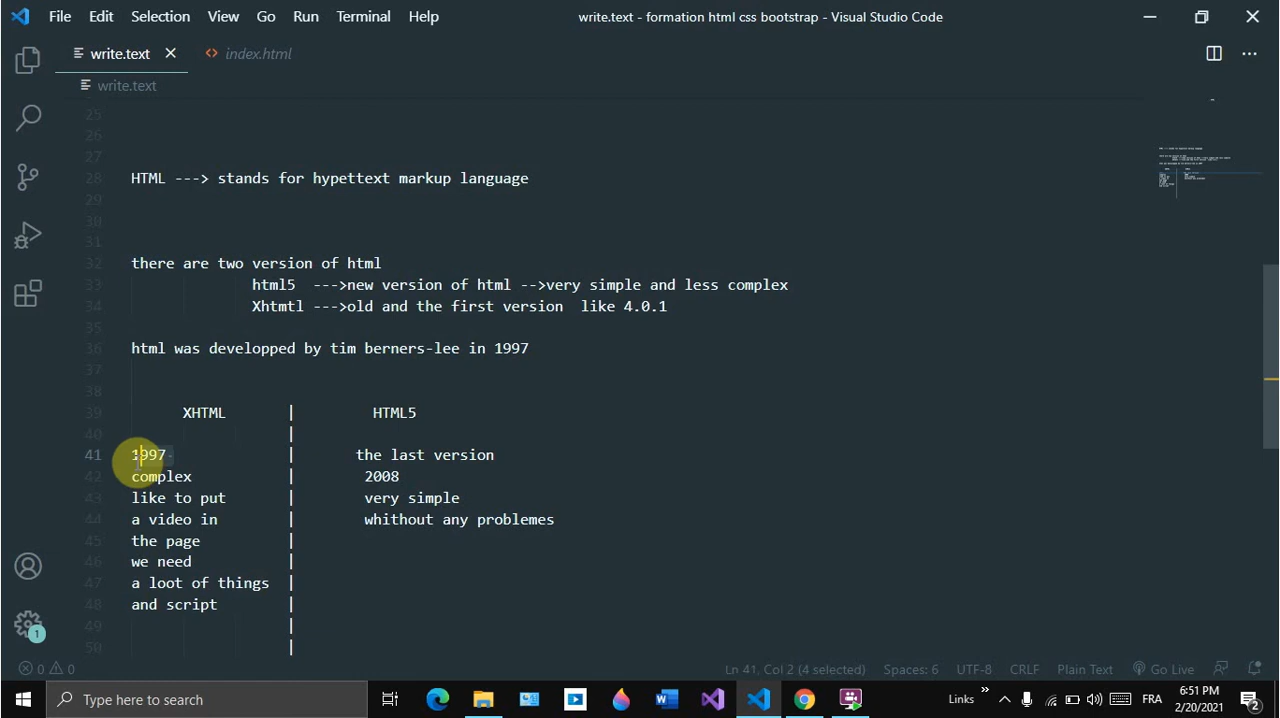 File Edit Selection View Go Run Terminal Help
write.text - formation html css bootstrap - Visual Studio Code
write.text
index.html
write.text
25
26
27
28 HTML ---> stands for hypettext markup language
29
30
31
32 there are two version of html
33 html5 --->new version of html -->very simple and less complex
34 Xhtmtl --->old and the first version like 4.0.1
35
36 html was developped by tim berners-lee in 1997
37
38
39 XHTML | HTML5
40 |
41 1997 | the last version
42 complex | 2008
43 like to put | very simple
44 a video in | whithout any problemes
45 the page |
46 we need |
47 a loot of things |
48 and script |
49 |
50 |
1
0 0
Ln 41, Col 2 (4 selected) Spaces: 6 UTF-8 CRLF Plain Text Go Live
Type here to search
Links FRA 6:51 PM
2/20/2021
2